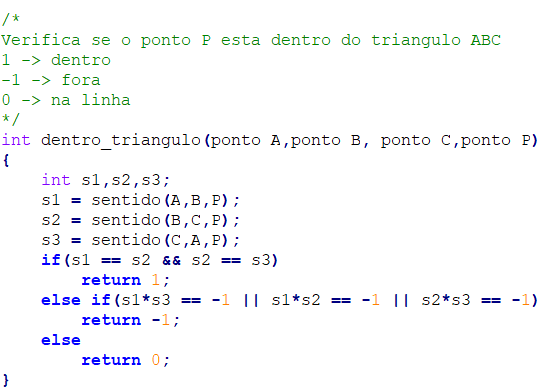 /*
Verifica se o ponto P esta dentro do triangulo ABC
1 -> dentro
-1 -> fora
0 -> na linha
*/
int dentro_triangulo(ponto A,ponto B, ponto C,ponto P)
{
    int s1,s2,s3;
    s1 = sentido(A,B,P);
    s2 = sentido(B,C,P);
    s3 = sentido(C,A,P);
    if(s1 == s2 && s2 == s3)
        return 1;
    else if(s1*s3 == -1 || s1*s2 == -1 || s2*s3 == -1)
        return -1;
    else
        return 0;
}